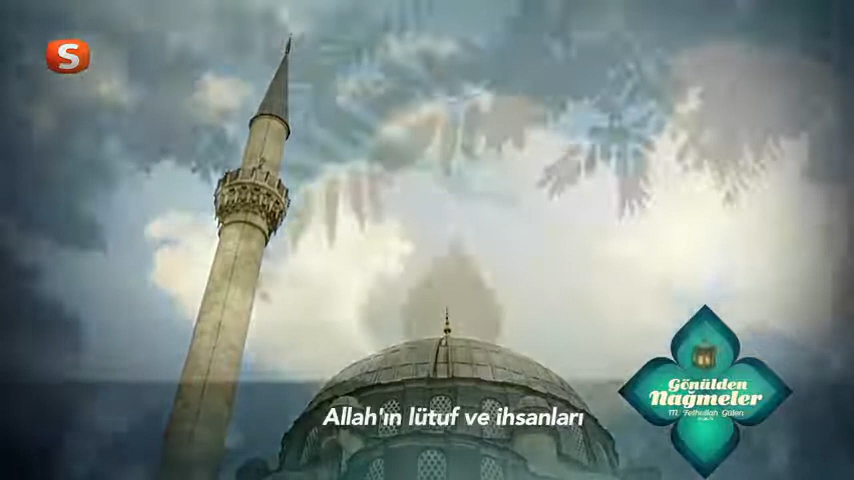 S
Allah'ın lütuf ve ihsanları
Gönülden
Nağmeler
M. Fethullah Gülen